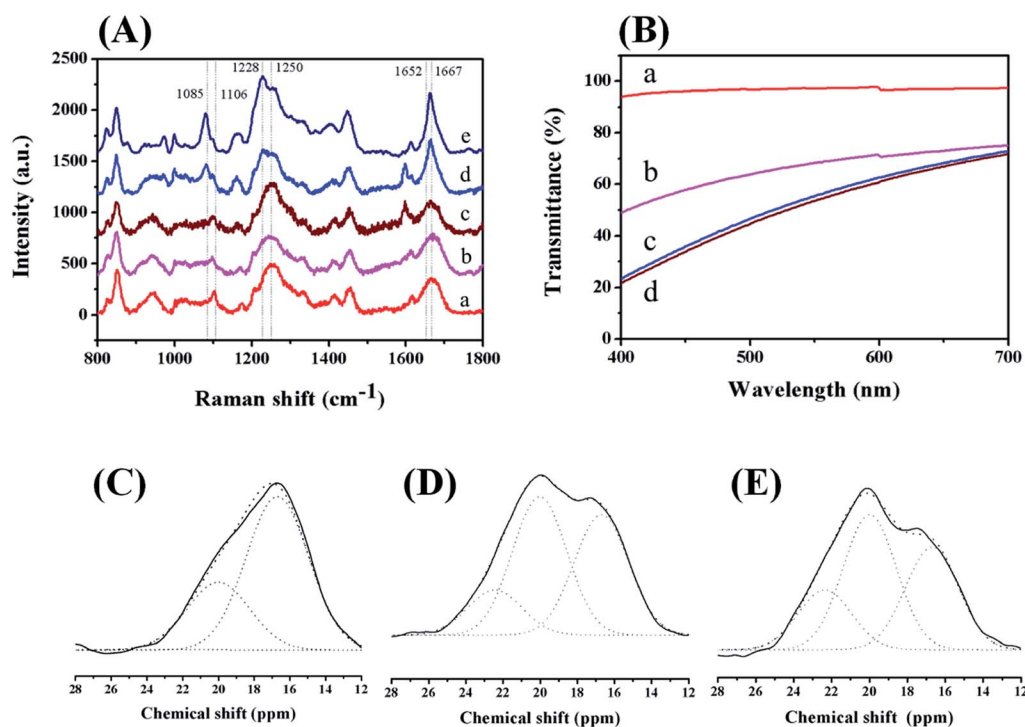 (A)
2500
2000
1500
1000
500
0
Intensity (a.u.)
1085
1106
1228
1250
1652
1667
e
d
c
b
a
800 1000 1200 1400 1600 1800
Raman shift (cm-1)
(B)
100
80
60
40
20
0
Transmittance (%)
a
b
c
d
400 500 600 700
Wavelength (nm)
(C)
28 26 24 22 20 18 16 14 12
Chemical shift (ppm)
(D)
28 26 24 22 20 18 16 14 12
Chemical shift (ppm)
(E)
28 26 24 22 20 18 16 14 12
Chemical shift (ppm)